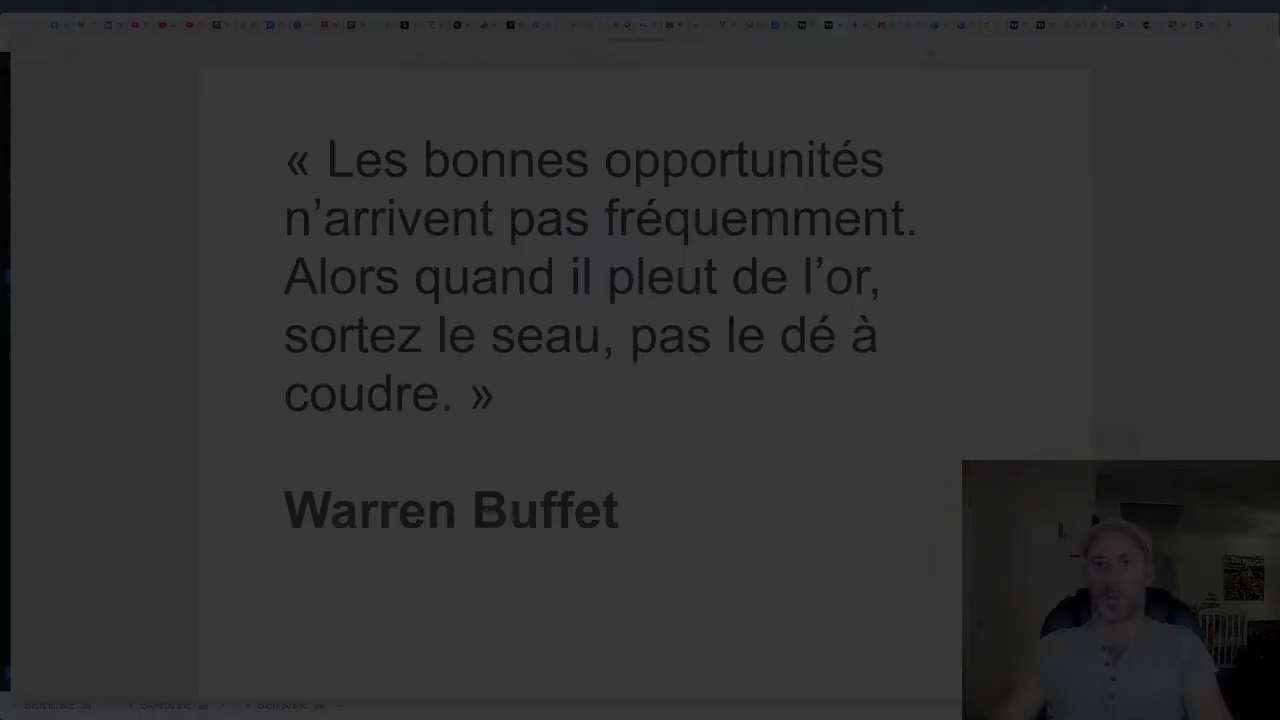 « Les bonnes opportunités
n’arrivent pas fréquemment.
Alors quand il pleut de l’or,
sortez le seau, pas le dé à
coudre. »
Warren Buffet